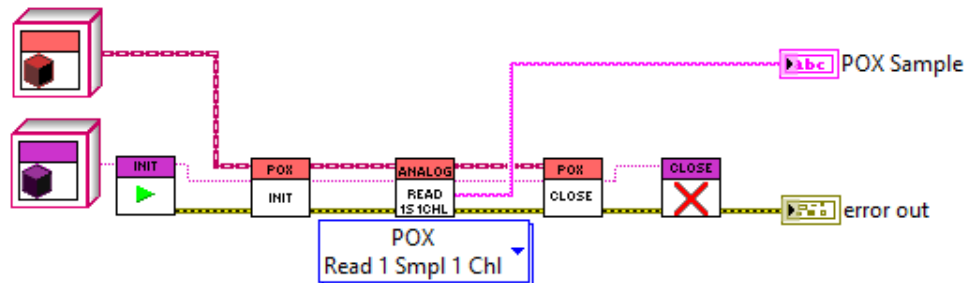 abc
POX Sample
INIT
POX
INIT
ANALOG
READ
1S 1CHL
POX
CLOSE
CLOSE
error out
POX
Read 1 Smpl 1 Chl